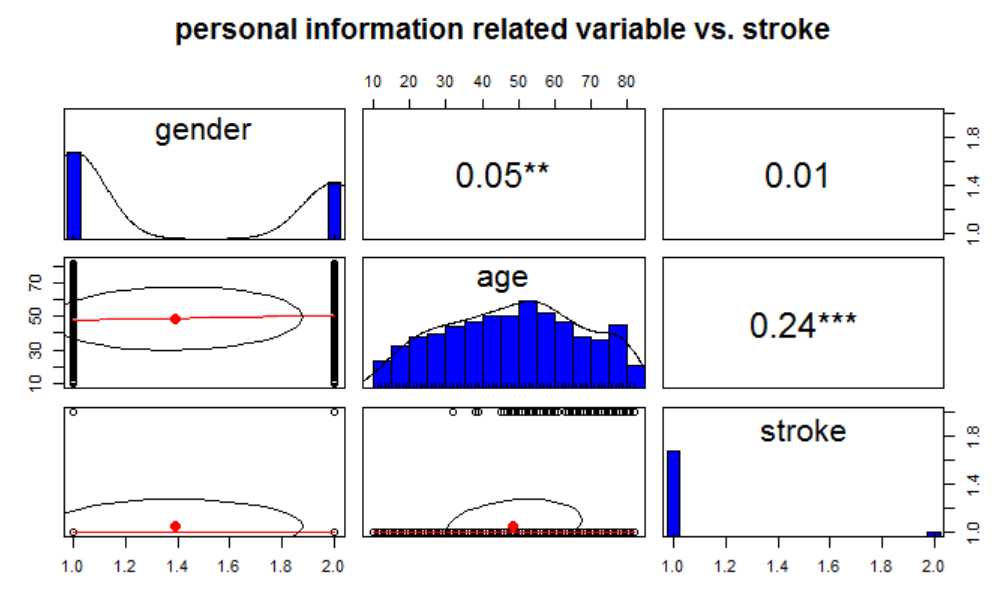 personal information related variable vs. stroke
10 20 30 40 50 60 70 80
gender
0.05**
0.01
1.0 1.4 1.8
10 30 50 70
age
0.24***
stroke
1.0 1.4 1.8
1.0 1.2 1.4 1.6 1.8 2.0
1.0 1.2 1.4 1.6 1.8 2.0